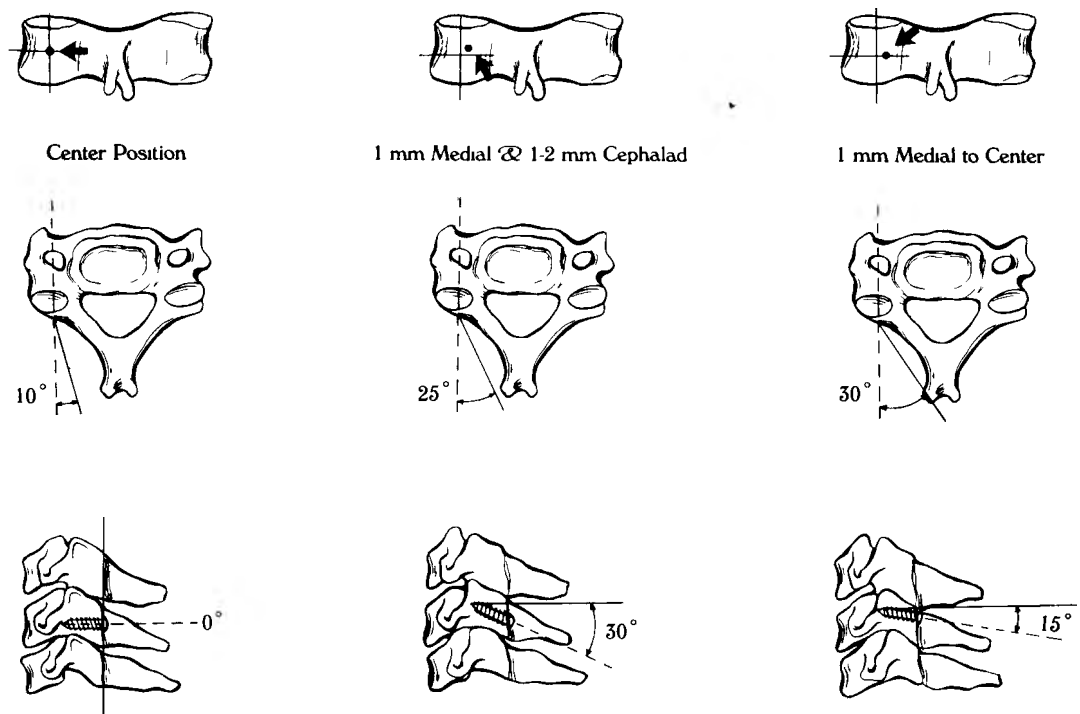 Center Position
1 mm Medial & 1-2 mm Cephalad
1 mm Medial to Center
10°
25°
30°
0°
30°
15°